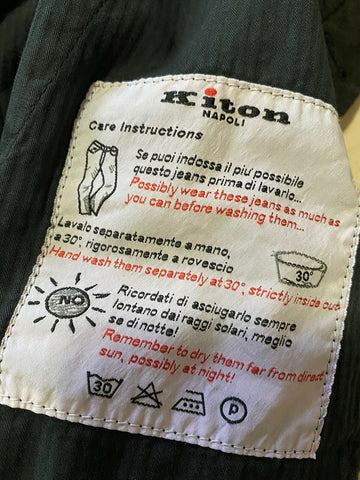 Kiton
NAPOLI
Care Instructions
Se puoi indossa il piu' possibile
questo jeans prima di lavarlo...
Possibly wear these jeans as much as
you can before washing them...
Lavalo separatamente a mano,
a 30°, rigorosamente a rovescio
30°
Hand wash them separately at 30°, strictly inside out
NO
Ricordati di asciugarlo sempre
lontano dai raggi solari, meglio
se di notte!
Remember to dry them far from direct
sun, possibly at night!
30
P